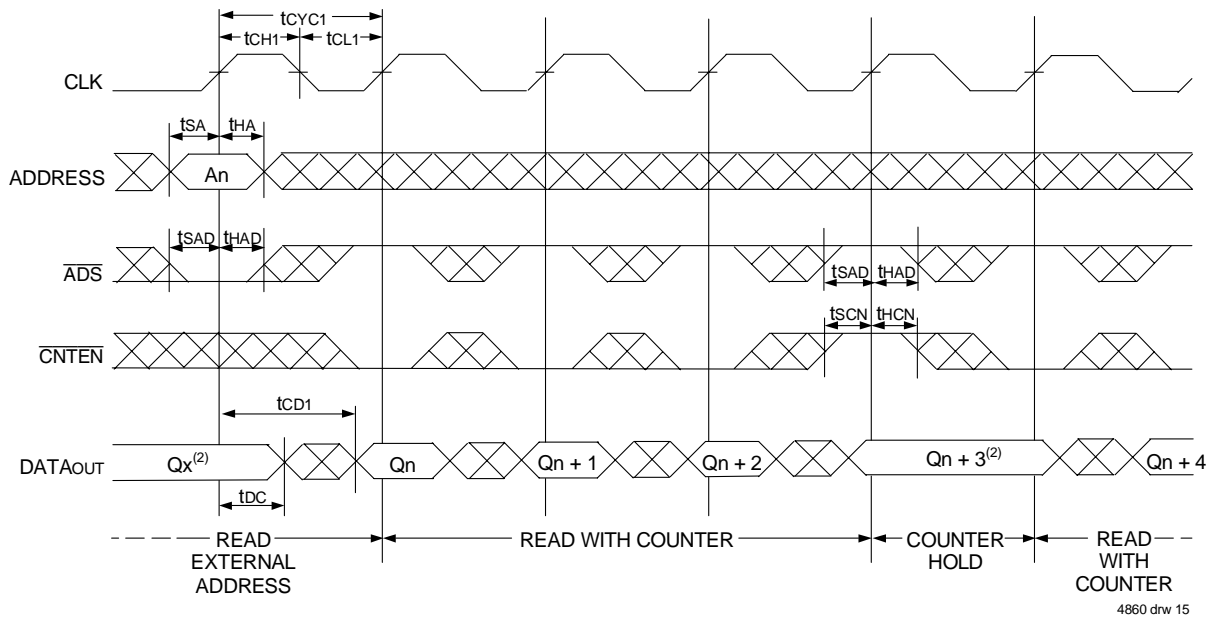 tCYC1
tCH1 tCL1
CLK
tSA tHA
ADDRESS An
tSAD tHAD
ADS
tSAD tHAD
tSCN tHCN
CNTEN
tCD1
DATAOUT Qx(2) Qn Qn + 1 Qn + 2 Qn + 3(2) Qn + 4
tDC
READ EXTERNAL ADDRESS
READ WITH COUNTER
COUNTER HOLD
READ WITH COUNTER
4860 drw 15